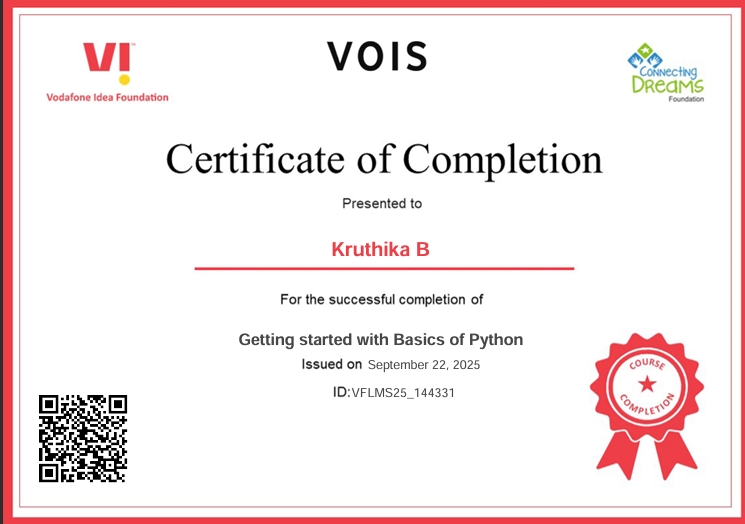 VI
Vodafone Idea Foundation
VOIS
Connecting
Dreams
Foundation
Certificate of Completion
Presented to
Kruthika B
For the successful completion of
Getting started with Basics of Python
Issued on September 22, 2025
ID:VFLMS25_144331
COURSE
COMPLETION